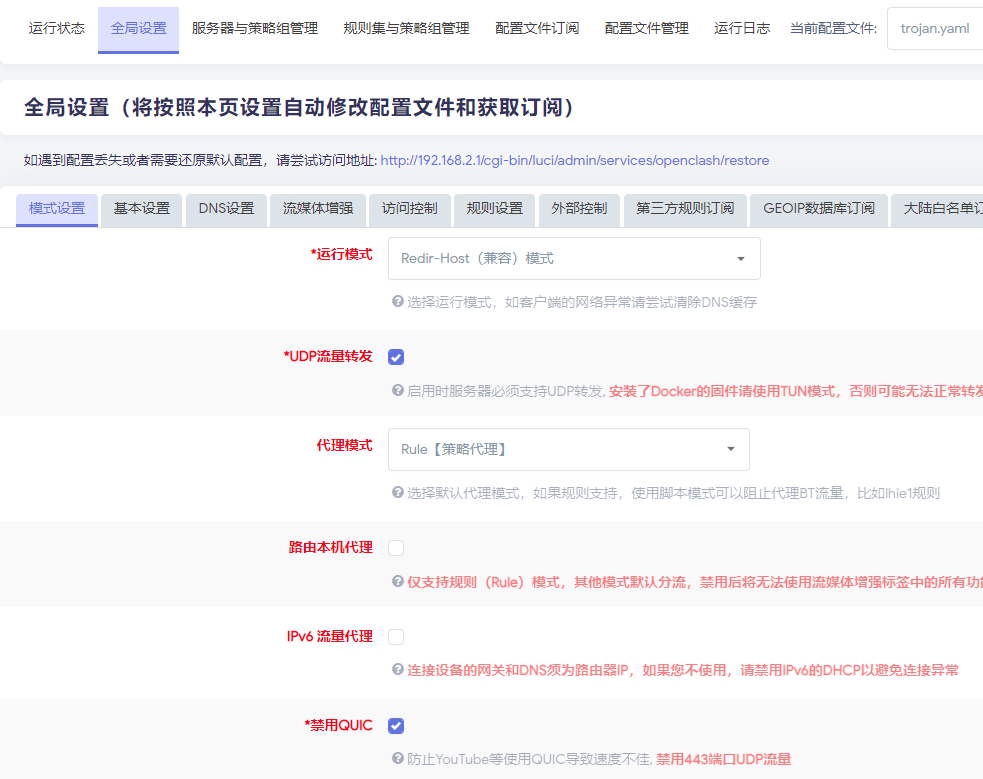 运行状态 全局设置 服务器与策略组管理 规则集与策略组管理 配置文件订阅 配置文件管理 运行日志 当前配置文件: trojan.yaml
全局设置（将按照本页设置自动修改配置文件和获取订阅）
如遇到配置丢失或者需要还原默认配置，请尝试访问地址: http://192.168.2.1/cgi-bin/luci/admin/services/openclash/restore
模式设置 基本设置 DNS设置 流媒体增强 访问控制 规则设置 外部控制 第三方规则订阅 GEOIP数据库订阅 大陆白名单订
*运行模式 Redir-Host（兼容）模式
选择运行模式，如客户端的网络异常请尝试清除DNS缓存
*UDP流量转发
启用时服务器必须支持UDP转发, 安装了Docker的固件请使用TUN模式，否则可能无法正常转发
代理模式 Rule【策略代理】
选择默认代理模式，如果规则支持，使用脚本模式可以阻止代理BT流量，比如lhie1规则
路由本机代理
仅支持规则（Rule）模式，其他模式默认分流，禁用后将无法使用流媒体增强标签中的所有功能
IPv6 流量代理
连接设备的网关和DNS须为路由器IP，如果您不使用，请禁用IPv6的DHCP以避免连接异常
*禁用QUIC
防止YouTube等使用QUIC导致速度不佳, 禁用443端口UDP流量